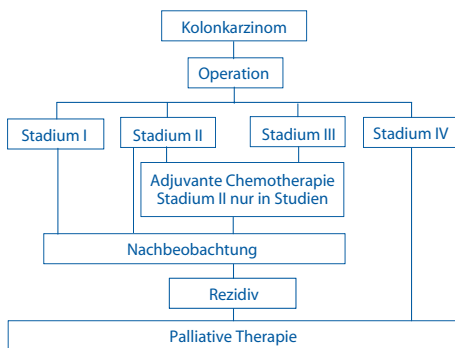 Kolonkarzinom
Operation
Stadium I
Stadium II
Stadium III
Stadium IV
Adjuvante Chemotherapie
Stadium II nur in Studien
Nachbeobachtung
Rezidiv
Palliative Therapie